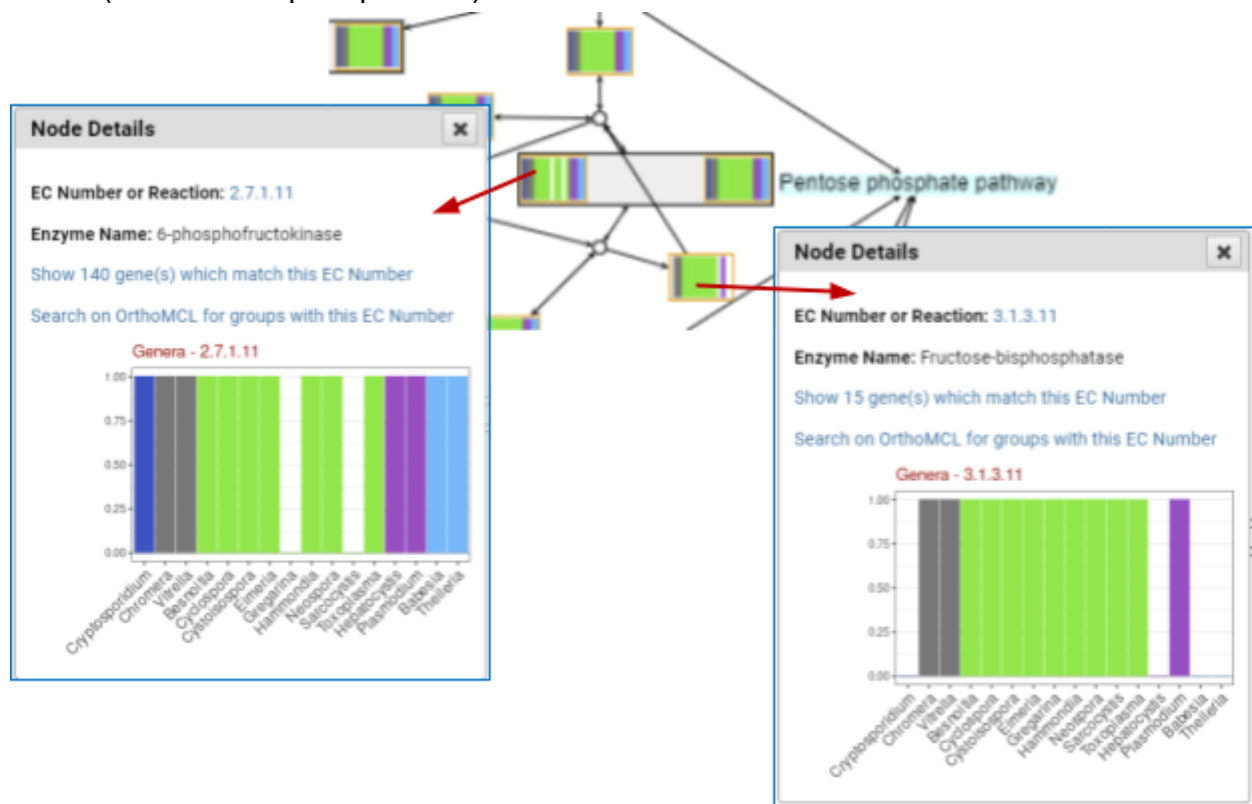 Pentose phosphate pathway
Node Details
EC Number or Reaction: 2.7.1.11
Enzyme Name: 6-phosphofructokinase
Show 140 gene(s) which match this EC Number
Search on OrthoMCL for groups with this EC Number
Genera - 2.7.1.11
1.00
0.75
0.50
0.25
0.00
Cryptosporidium
Chromera
Vitrella
Besnoitia
Cyclospora
Cystoisospora
Eimeria
Gregarina
Hammondia
Neospora
Sarcocystis
Toxoplasma
Hepatocystis
Plasmodium
Babesia
Theileria
Node Details
EC Number or Reaction: 3.1.3.11
Enzyme Name: Fructose-bisphosphatase
Show 15 gene(s) which match this EC Number
Search on OrthoMCL for groups with this EC Number
Genera - 3.1.3.11
1.00
0.75
0.50
0.25
0.00
Cryptosporidium
Chromera
Vitrella
Besnoitia
Cyclospora
Cystoisospora
Eimeria
Gregarina
Hammondia
Neospora
Sarcocystis
Toxoplasma
Hepatocystis
Plasmodium
Babesia
Theileria